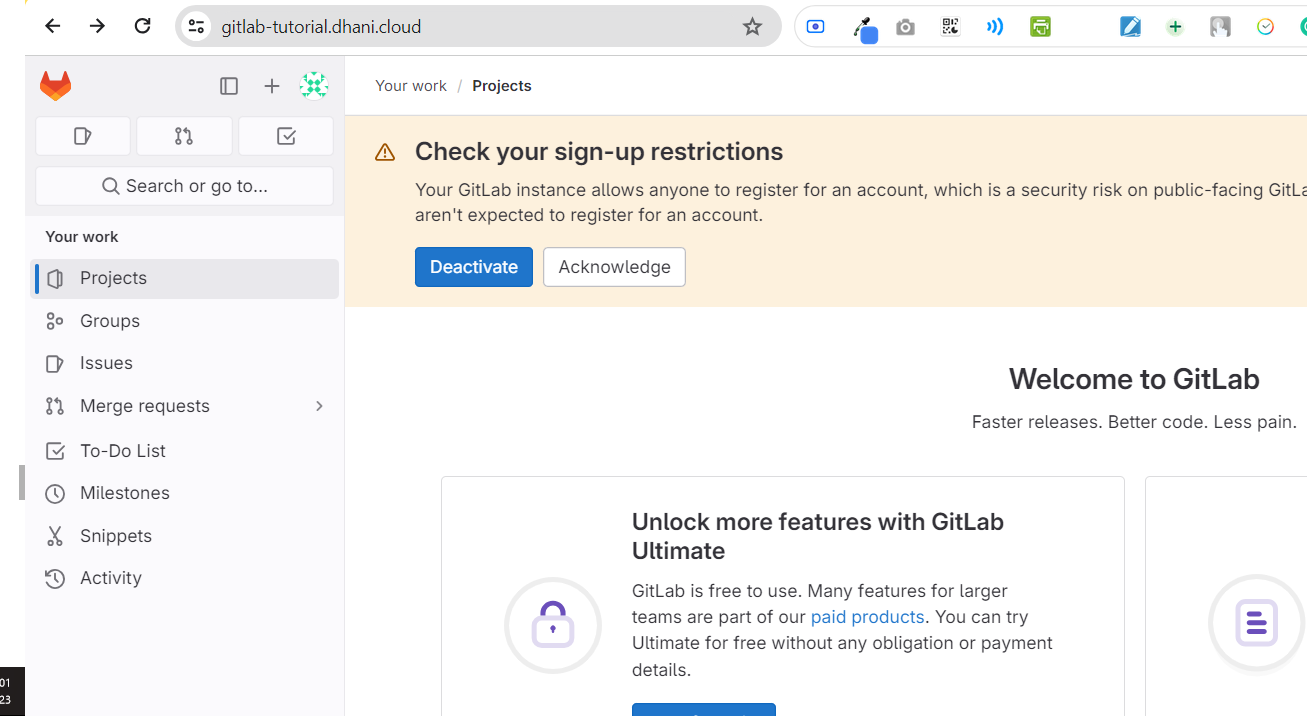 gitlab-tutorial.dhani.cloud
Your work / Projects
Search or go to...
Your work
Projects
Groups
Issues
Merge requests
To-Do List
Milestones
Snippets
Activity
Check your sign-up restrictions
Your GitLab instance allows anyone to register for an account, which is a security risk on public-facing
aren't expected to register for an account.
Deactivate
Acknowledge
Welcome to GitLab
Faster releases. Better code. Less pain.
Unlock more features with GitLab
Ultimate
GitLab is free to use. Many features for larger
teams are part of our paid products. You can try
Ultimate for free without any obligation or payment
details.
01
23